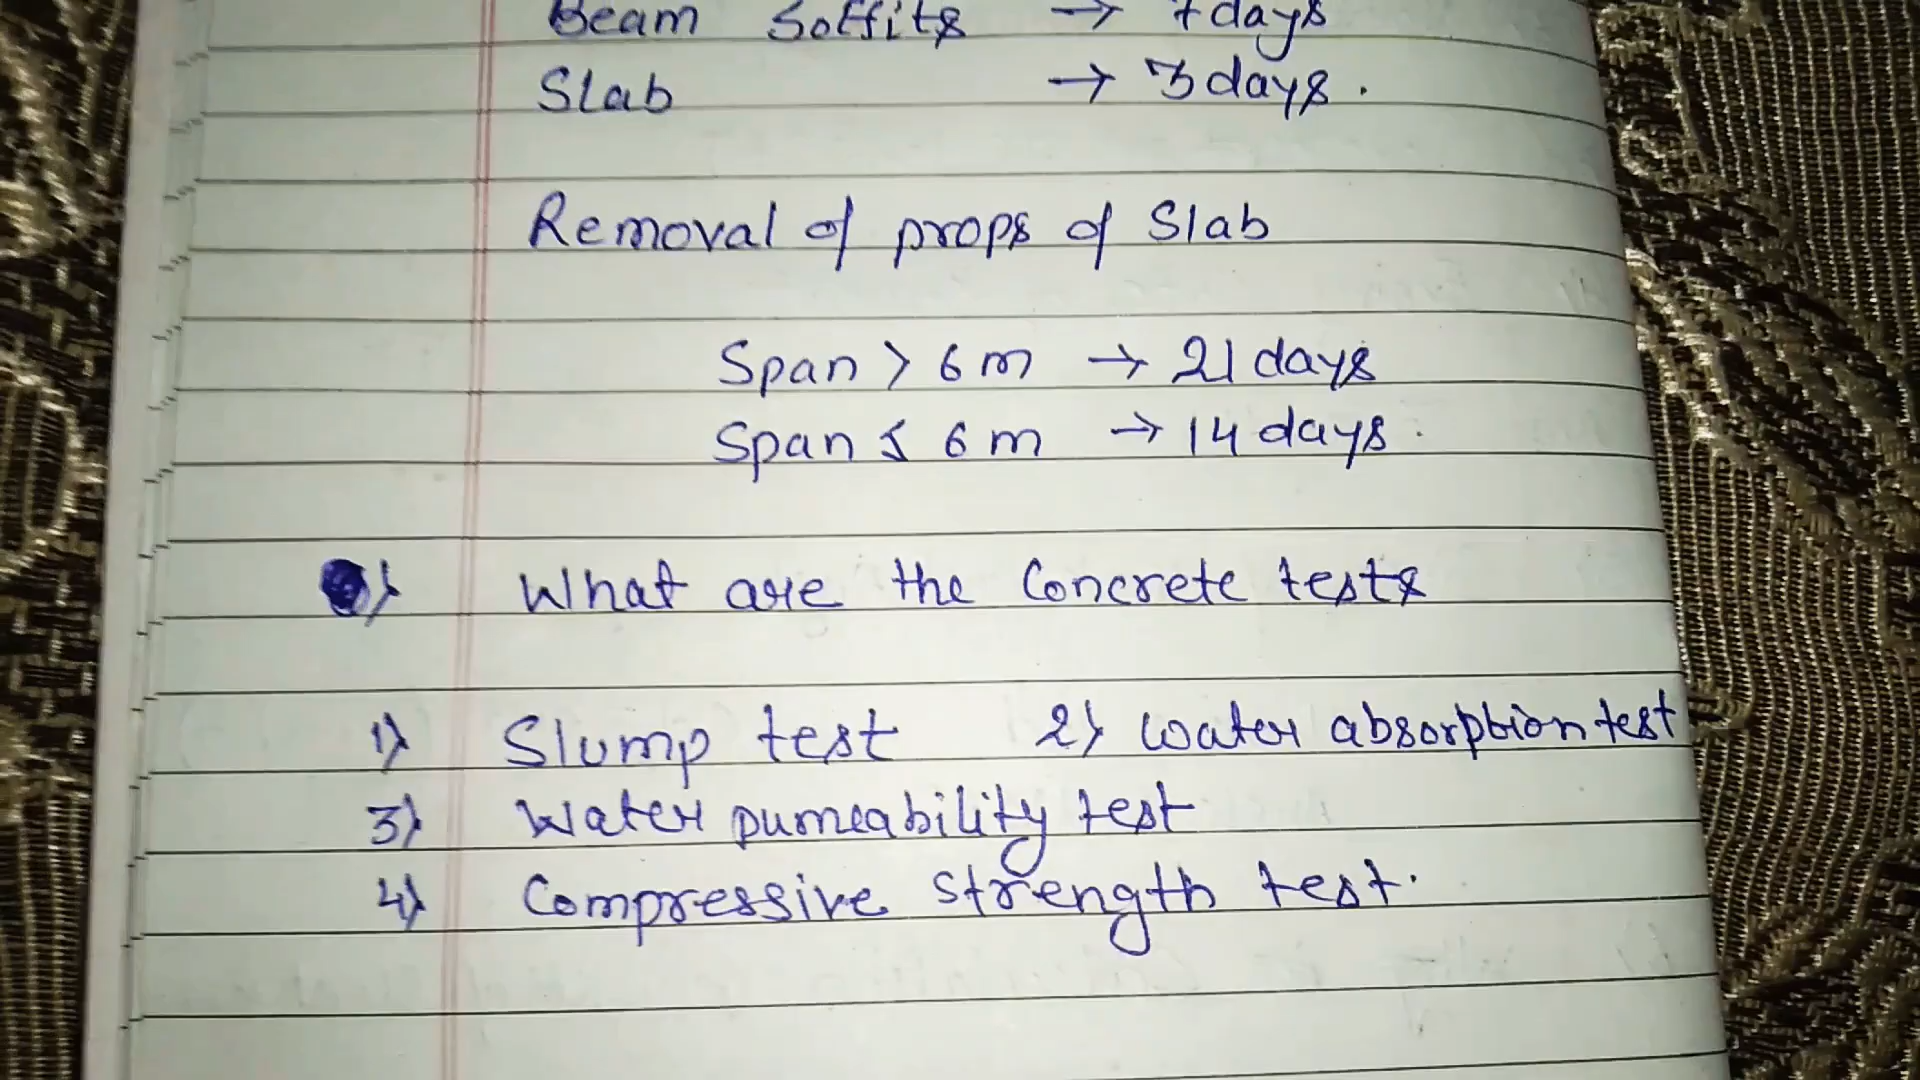 Beam Soffits → 7 days
Slab → 3 days.
Removal of props of Slab
Span > 6 m → 21 days
Span ≤ 6 m → 14 days.
What are the Concrete tests
1) Slump test 2) water absorption test
3) Water pumeability test
4) Compressive strength test.